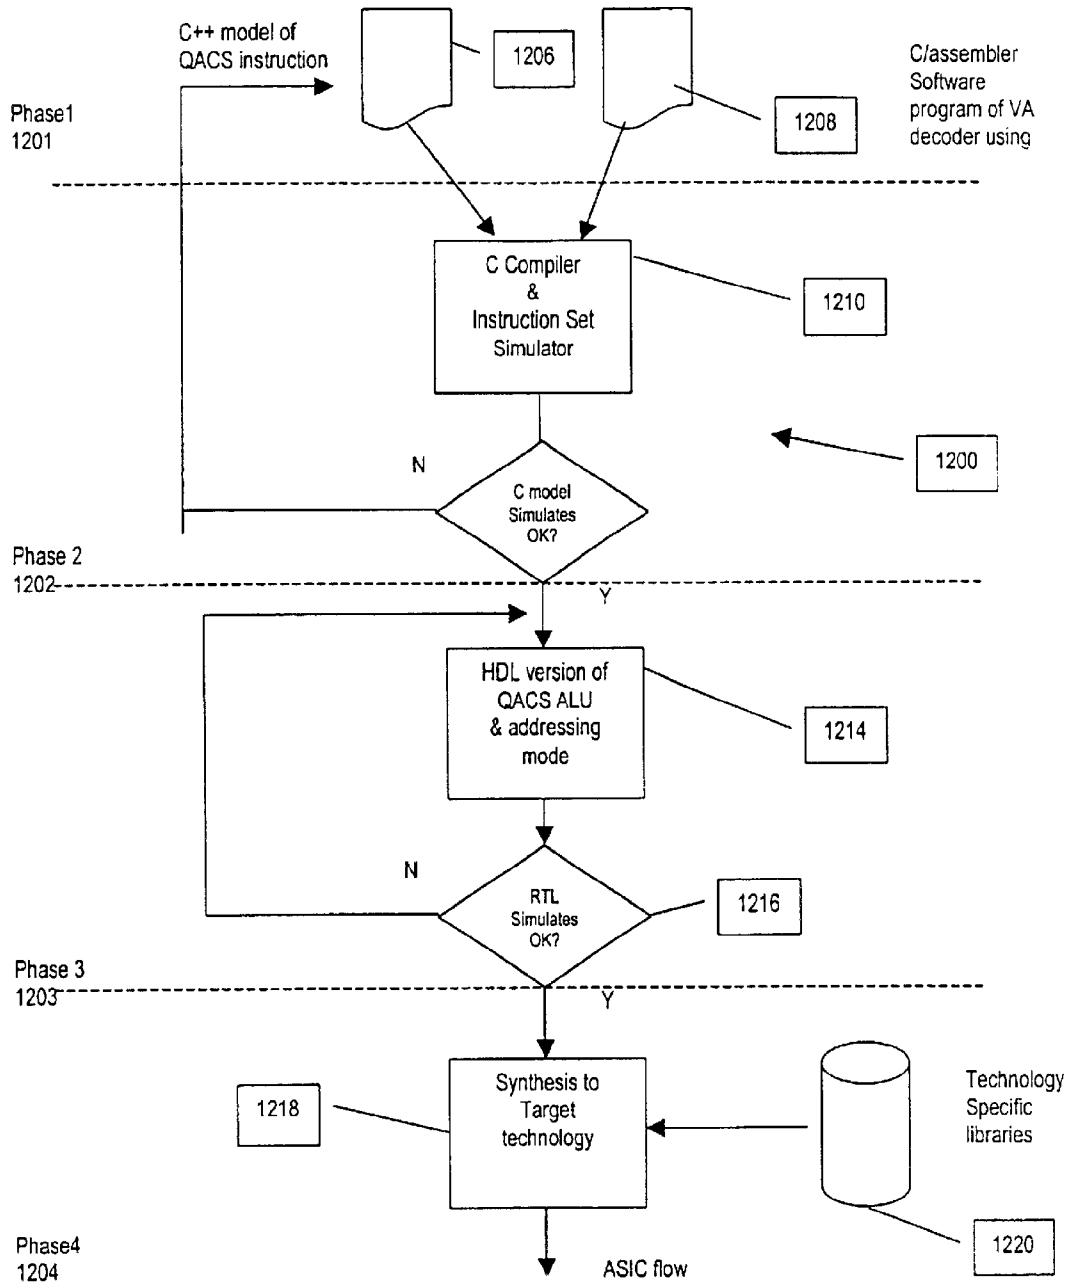 C++ model of
QACS instruction
1206
C/assembler
Software
program of VA
decoder using
1208
Phase1
1201
C Compiler
&
Instruction Set
Simulator
1210
1200
N
C model
Simulates
OK?
Phase 2
1202
Y
HDL version of
QACS ALU
& addressing
mode
1214
N
RTL
Simulates
OK?
1216
Phase 3
1203
Y
Synthesis to
Target
technology
1218
Technology
Specific
libraries
1220
Phase4
1204
ASIC flow